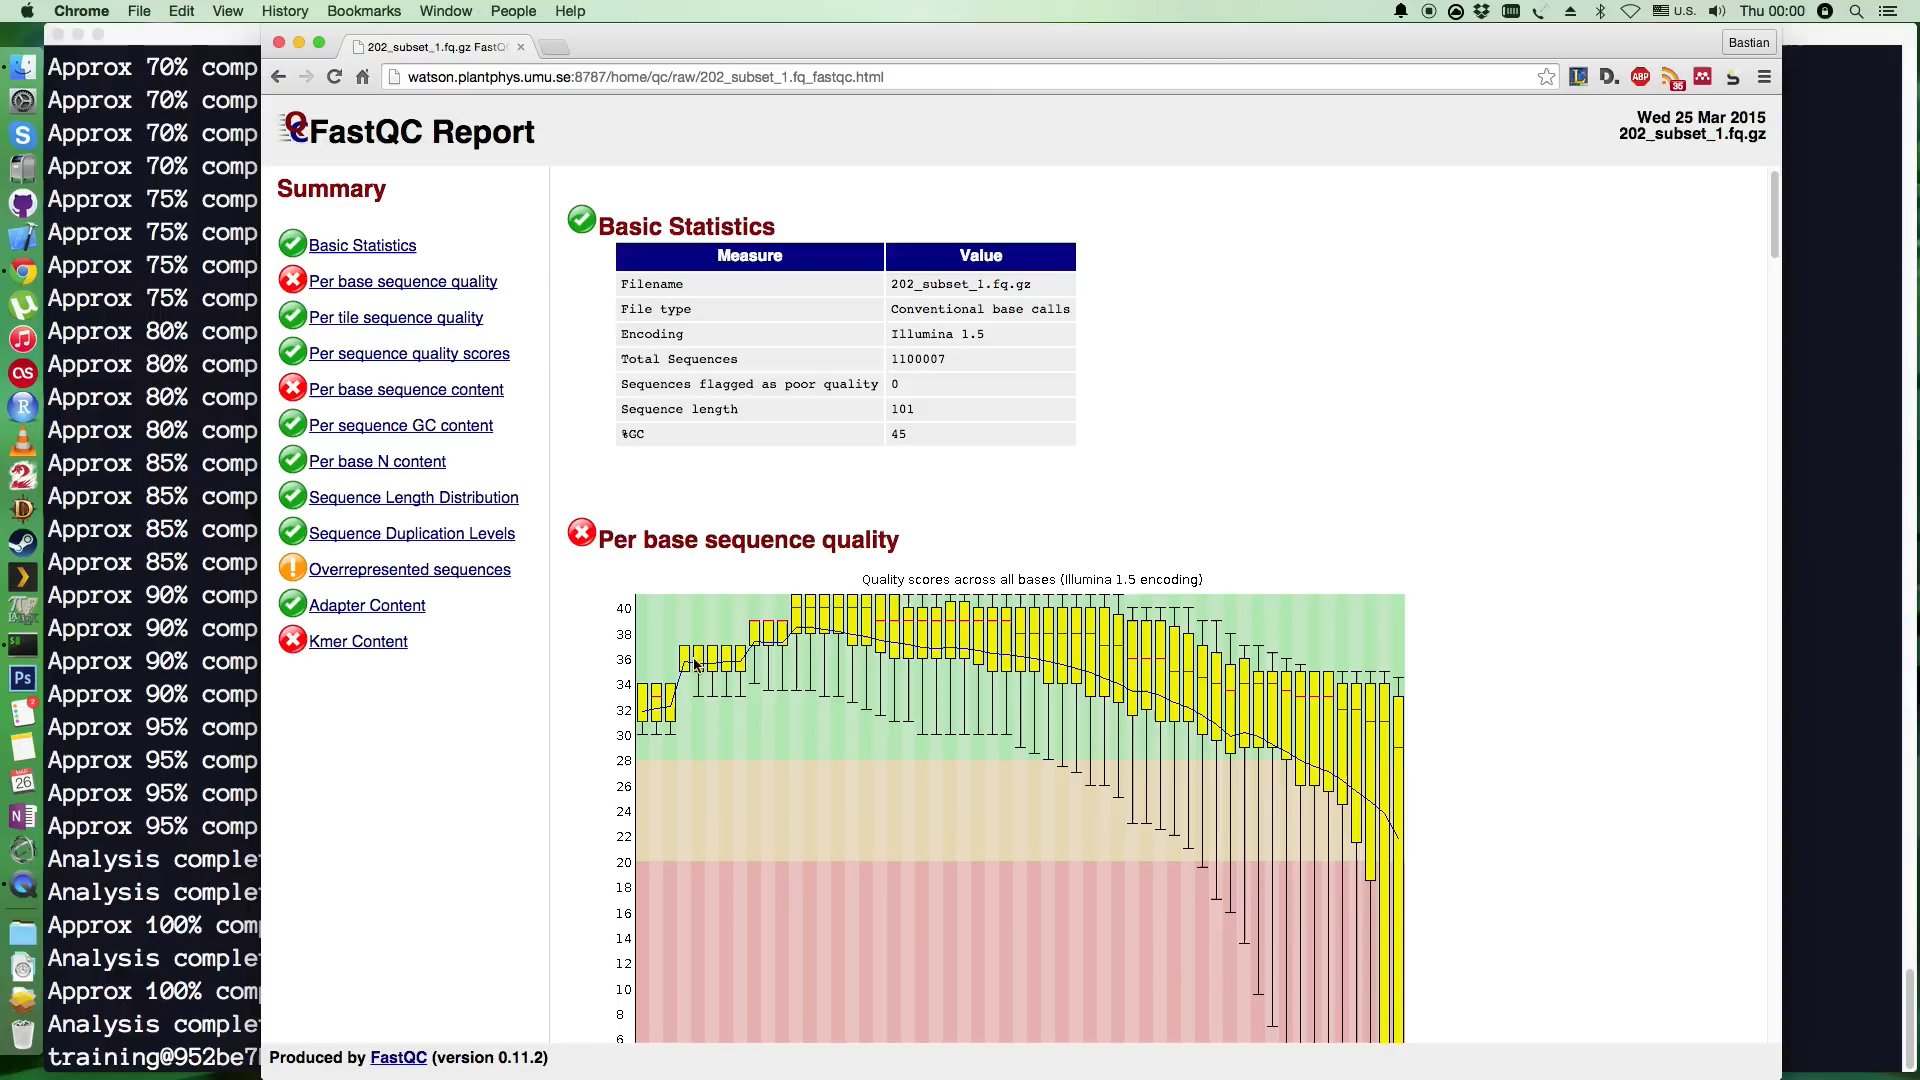 Chrome File Edit View History Bookmarks Window People Help
U.S. Thu 00:00
202_subset_1.fq.gz FastQC
Bastian
watson.plantphys.umu.se:8787/home/qc/raw/202_subset_1.fq_fastqc.html
Approx 70% comp
Approx 70% comp
Approx 70% comp
Approx 70% comp
Approx 75% comp
Approx 75% comp
Approx 75% comp
Approx 75% comp
Approx 80% comp
Approx 80% comp
Approx 80% comp
Approx 80% comp
Approx 85% comp
Approx 85% comp
Approx 85% comp
Approx 85% comp
Approx 90% comp
Approx 90% comp
Approx 90% comp
Approx 90% comp
Approx 95% comp
Approx 95% comp
Approx 95% comp
Approx 95% comp
Analysis comple
Analysis comple
Approx 100% com
Analysis comple
Approx 100% com
Analysis comple
training@952be7
FastQC Report
Wed 25 Mar 2015
202_subset_1.fq.gz
Summary
Basic Statistics
Per base sequence quality
Per tile sequence quality
Per sequence quality scores
Per base sequence content
Per sequence GC content
Per base N content
Sequence Length Distribution
Sequence Duplication Levels
Overrepresented sequences
Adapter Content
Kmer Content
Basic Statistics
Measure Value
Filename 202_subset_1.fq.gz
File type Conventional base calls
Encoding Illumina 1.5
Total Sequences 1100007
Sequences flagged as poor quality 0
Sequence length 101
%GC 45
Per base sequence quality
Quality scores across all bases (Illumina 1.5 encoding)
40
38
36
34
32
30
28
26
24
22
20
18
16
14
12
10
8
6
Produced by FastQC (version 0.11.2)